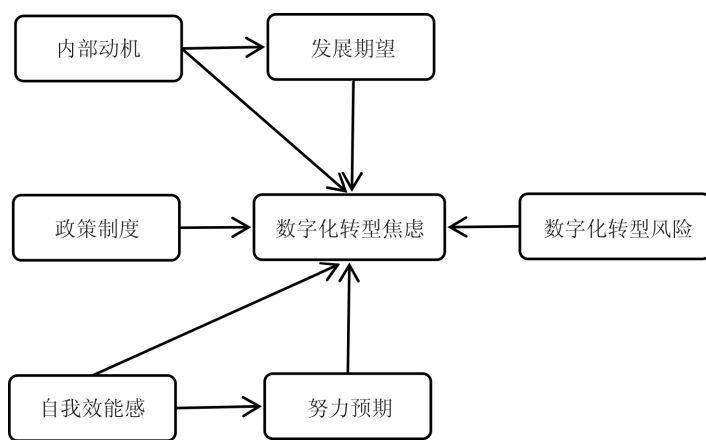 内部动机
发展期望
政策制度
数字化转型焦虑
数字化转型风险
自我效能感
努力预期